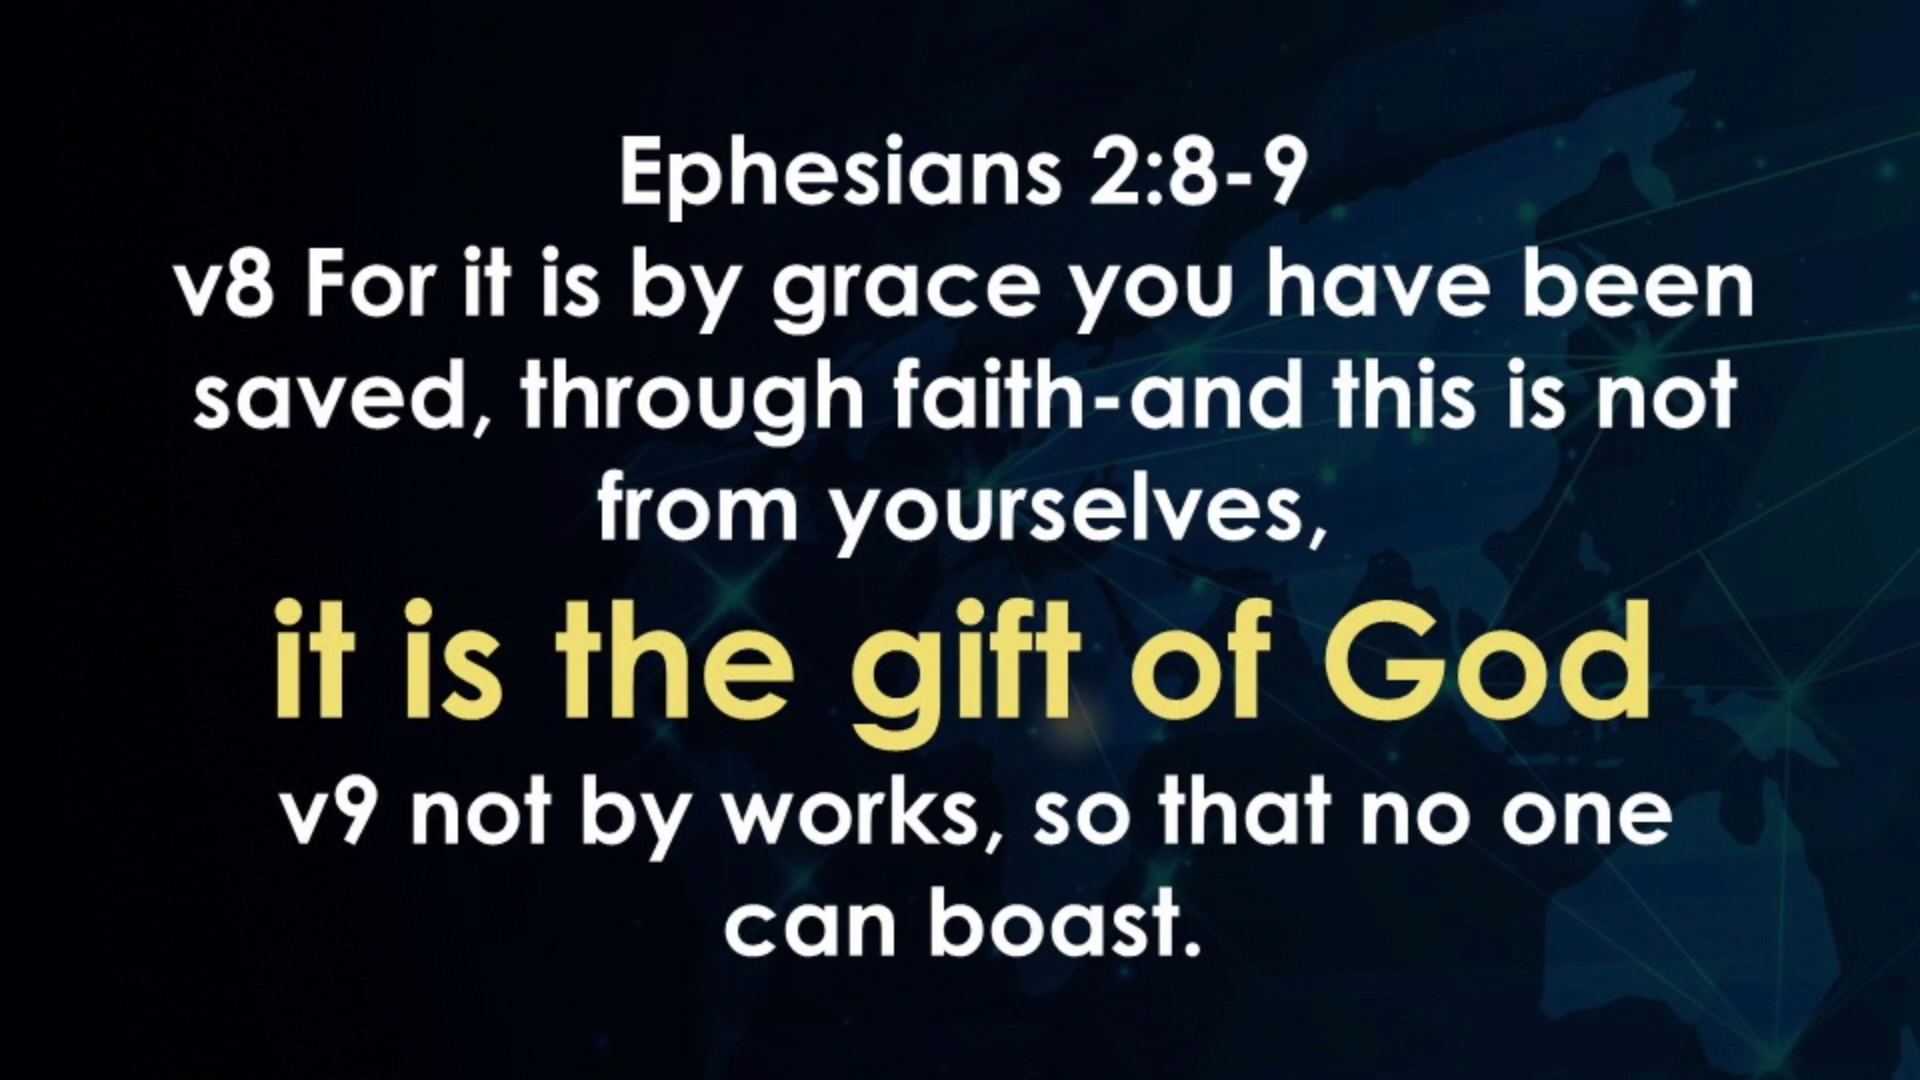 Ephesians 2:8-9
v8 For it is by grace you have been
saved, through faith-and this is not
from yourselves,
it is the gift of God
v9 not by works, so that no one
can boast.